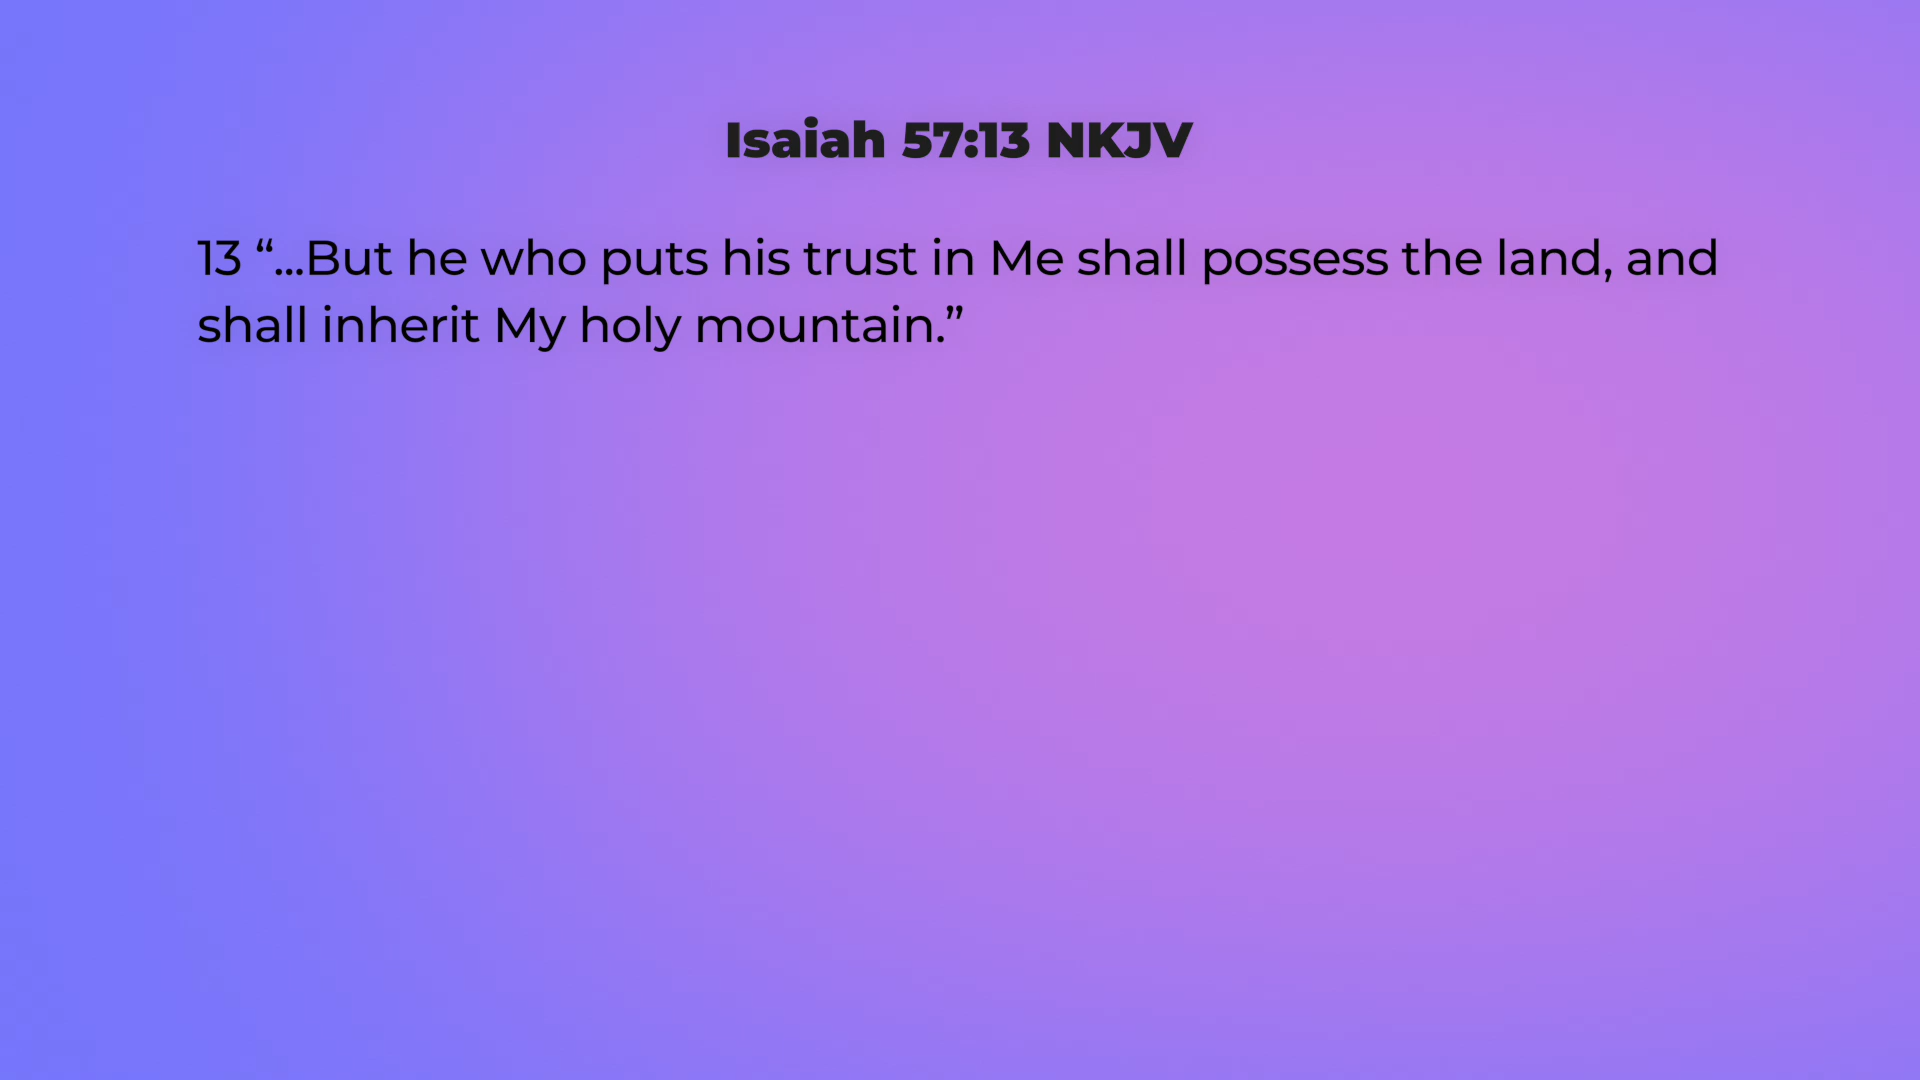 Isaiah 57:13 NKJV
13 “...But he who puts his trust in Me shall possess the land, and
shall inherit My holy mountain.”